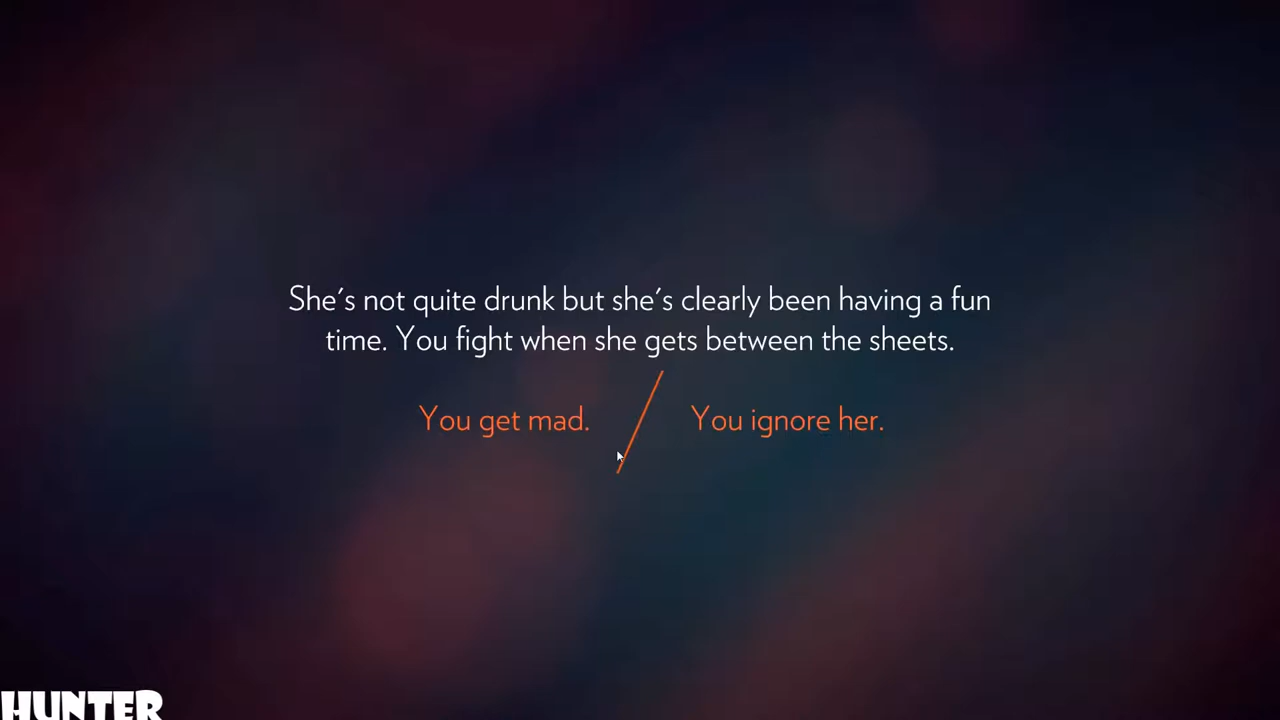 She's not quite drunk but she's clearly been having a fun
time. You fight when she gets between the sheets.
You get mad.
You ignore her.
HUNTER